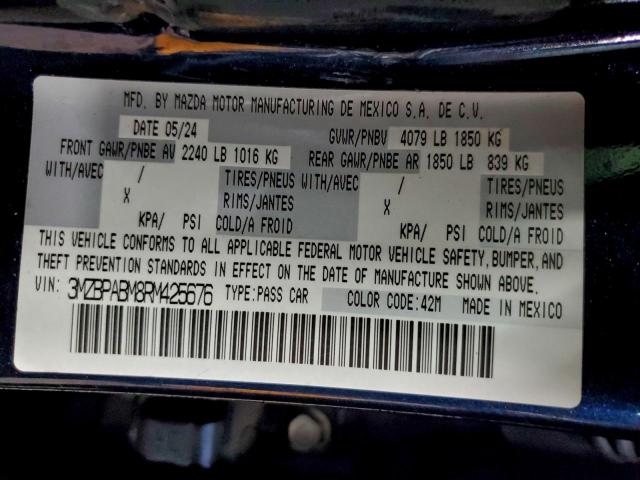 MFD. BY MAZDA MOTOR MANUFACTURING DE MEXICO S.A. DE C.V.
DATE 05/24 GVWR/PNBV 4079 LB 1850 KG
FRONT GAWR/PNBE AV 2240 LB 1016 KG REAR GAWR/PNBE AR 1850 LB 839 KG
WITH/AVEC / TIRES/PNEUS WITH/AVEC / TIRES/PNEUS
X RIMS/JANTES X RIMS/JANTES
KPA/ PSI COLD/A FROID KPA/ PSI COLD/A FROID
THIS VEHICLE CONFORMS TO ALL APPLICABLE FEDERAL MOTOR VEHICLE SAFETY, BUMPER, AND
THEFT PREVENTION STANDARDS IN EFFECT ON THE DATE OF MANUFACTURE SHOWN ABOVE.
VIN: 3MZBPABM8RM425676 TYPE:PASS CAR COLOR CODE:42M MADE IN MEXICO